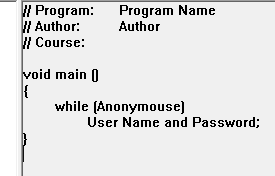 // Program: Program Name
// Author: Author
// Course:
void main ()
{
while (Anonymouse)
User Name and Password;
}